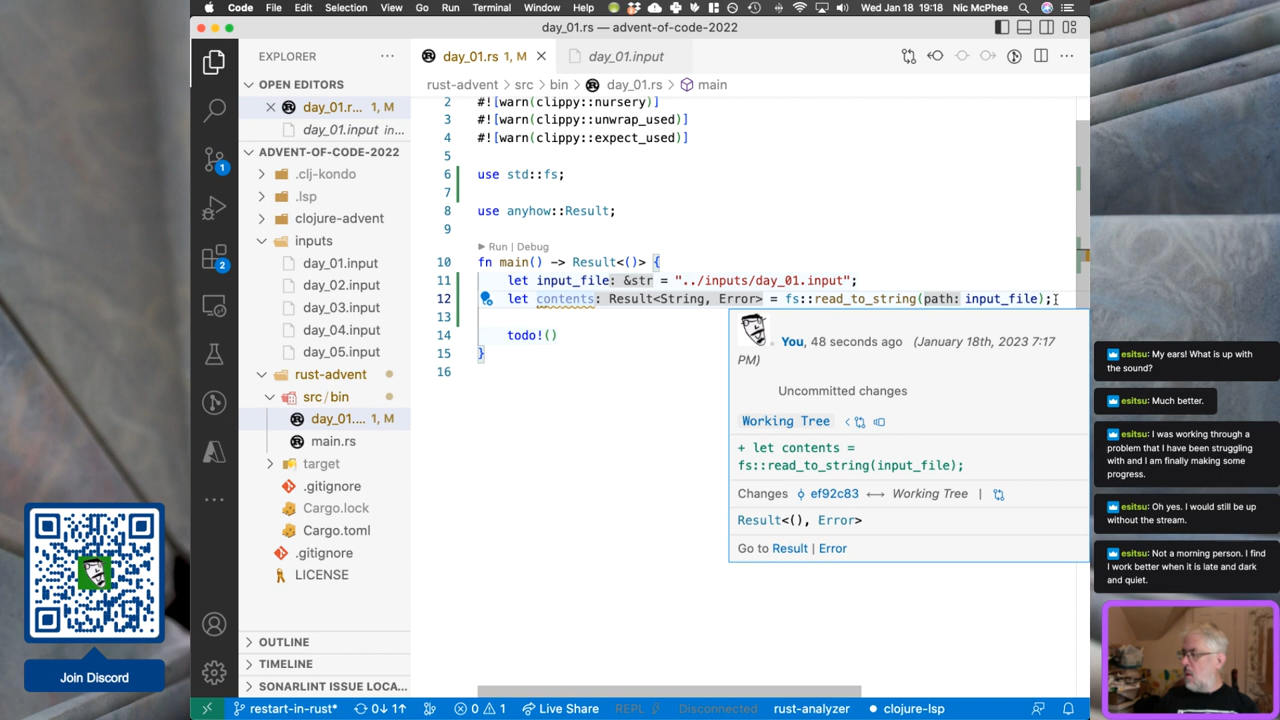 Code File Edit Selection View Go Run Terminal Window Help Wed Jan 18 19:18 Nic McPhee
day_01.rs — advent-of-code-2022
EXPLORER
day_01.rs 1, M
day_01.input
OPEN EDITORS
rust-advent > src > bin > day_01.rs > main
day_01.r... 1, M
day_01.input in...
ADVENT-OF-CODE-2022
.clj-kondo
.lsp
clojure-advent
inputs
day_01.input
day_02.input
day_03.input
day_04.input
day_05.input
rust-advent
src/bin
day_01.... 1, M
main.rs
target
.gitignore
Cargo.lock
Cargo.toml
.gitignore
LICENSE
OUTLINE
TIMELINE
SONARLINT ISSUE LOCA...
1
2
2 #![warn(clippy::nursery)]
3 #![warn(clippy::unwrap_used)]
4 #![warn(clippy::expect_used)]
5
6 use std::fs;
7
8 use anyhow::Result;
9
Run | Debug
10 fn main() -> Result<()> {
11 let input_file: &str = "../inputs/day_01.input";
12 let contents: Result<String, Error> = fs::read_to_string(path: input_file);
13
14 todo!()
15 }
16
You, 48 seconds ago (January 18th, 2023 7:17
PM)
Uncommitted changes
Working Tree
+ let contents =
fs::read_to_string(input_file);
Changes ef92c83 Working Tree |
Result<(), Error>
Go to Result | Error
esitsu: My ears! What is up with
the sound?
esitsu: Much better.
esitsu: I was working through a
problem that I have been struggling
with and I am finally making some
progress.
esitsu: Oh yes. I would still be up
without the stream.
esitsu: Not a morning person. I find
I work better when it is late and dark
and quiet.
Join Discord
restart-in-rust* 0↓ 1↑ 0 1 Live Share REPL Disconnected rust-analyzer clojure-lsp